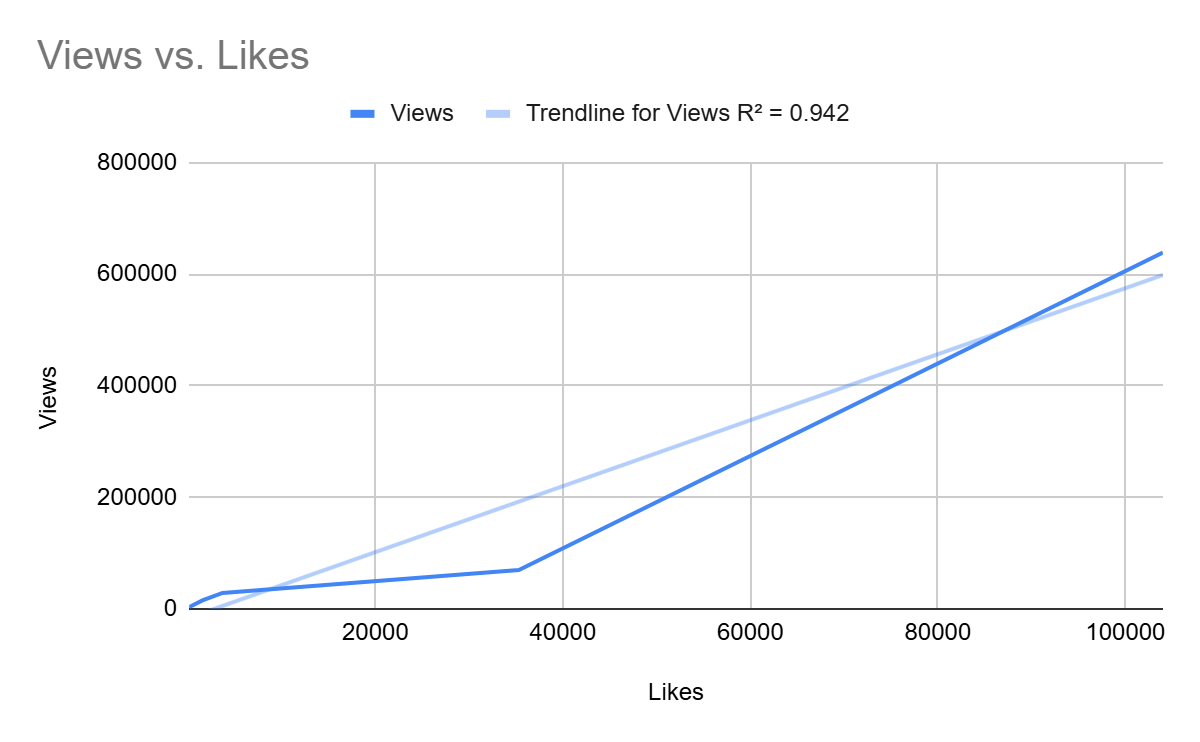 Views vs. Likes
Views
Trendline for Views R² = 0.942
800000
600000
400000
200000
0
Views
20000
40000
60000
80000
100000
Likes